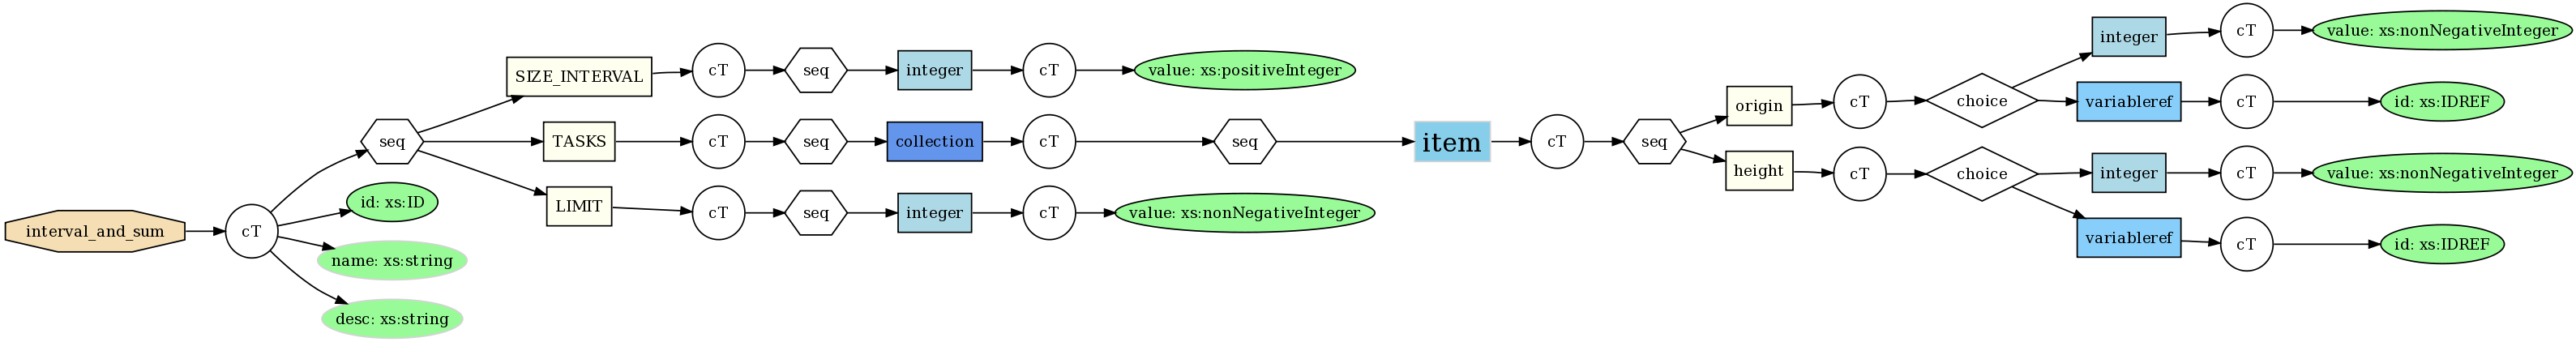 interval_and_sum
cT
seq
id: xs:ID
name: xs:string
desc: xs:string
SIZE_INTERVAL
cT
seq
integer
cT
value: xs:positiveInteger
TASKS
cT
seq
collection
cT
seq
item
cT
seq
origin
cT
choice
integer
cT
value: xs:nonNegativeInteger
variableref
cT
id: xs:IDREF
height
cT
choice
integer
cT
value: xs:nonNegativeInteger
variableref
cT
id: xs:IDREF
LIMIT
cT
seq
integer
cT
value: xs:nonNegativeInteger